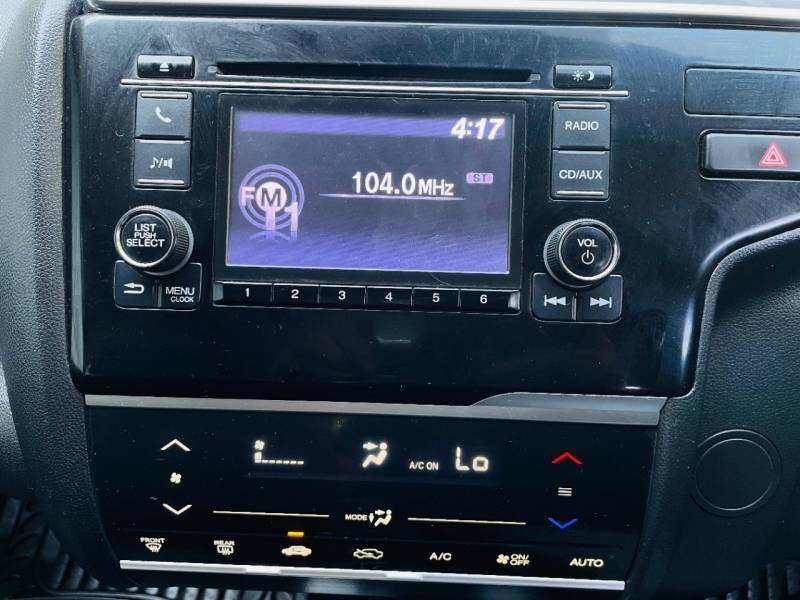 4:17
RADIO
FM1
104.0MHz
ST
CD/AUX
LIST
PUSH
SELECT
VOL
MENU
CLOCK
1 2 3 4 5 6
A/C ON Lo
MODE
FRONT
REAR
A/C
ON/
OFF
AUTO